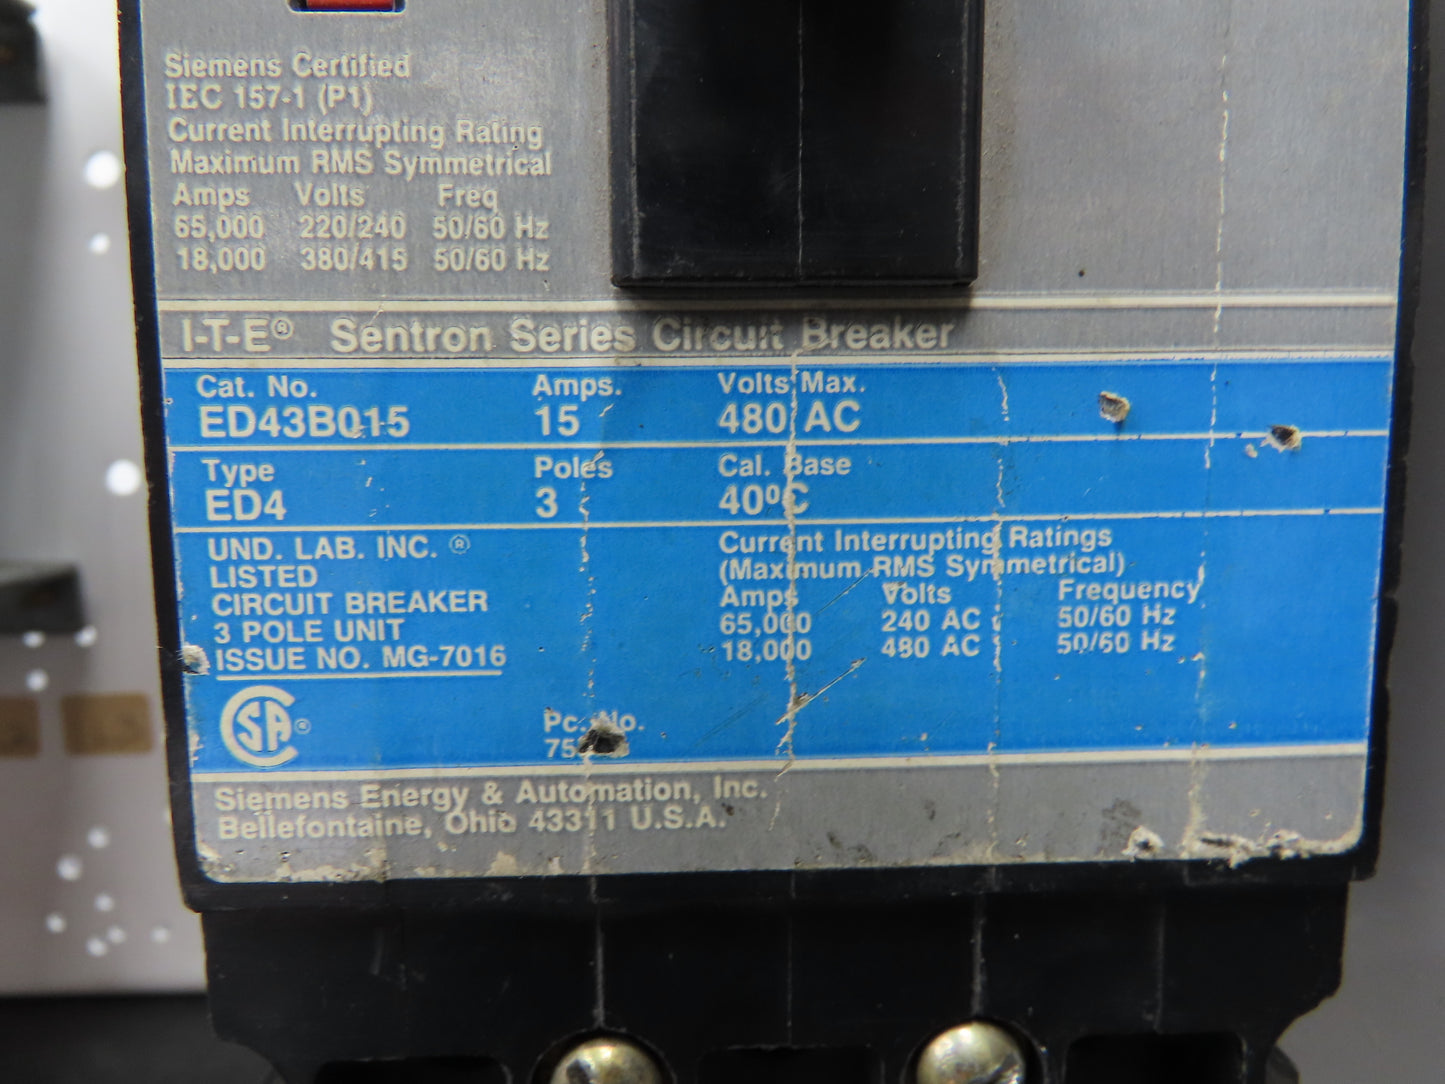 Siemens Certified
IEC 157-1 (P1)
Current Interrupting Rating
Maximum RMS Symmetrical
Amps Volts Freq
65,000 220/240 50/60 Hz
18,000 380/415 50/60 Hz
I-T-E® Sentron Series Circuit Breaker
Cat. No. Amps. Volts Max.
ED43B015 15 480 AC
Type Poles Cal. Base
ED4 3 40ºC
UND. LAB. INC. ®
LISTED
CIRCUIT BREAKER
3 POLE UNIT
ISSUE NO. MG-7016
Current Interrupting Ratings
(Maximum RMS Symmetrical)
Amps Volts Frequency
65,000 240 AC 50/60 Hz
18,000 480 AC 50/60 Hz
CSA ®
Pc. No.
Siemens Energy & Automation, Inc.
Bellefontaine, Ohio 43311 U.S.A.